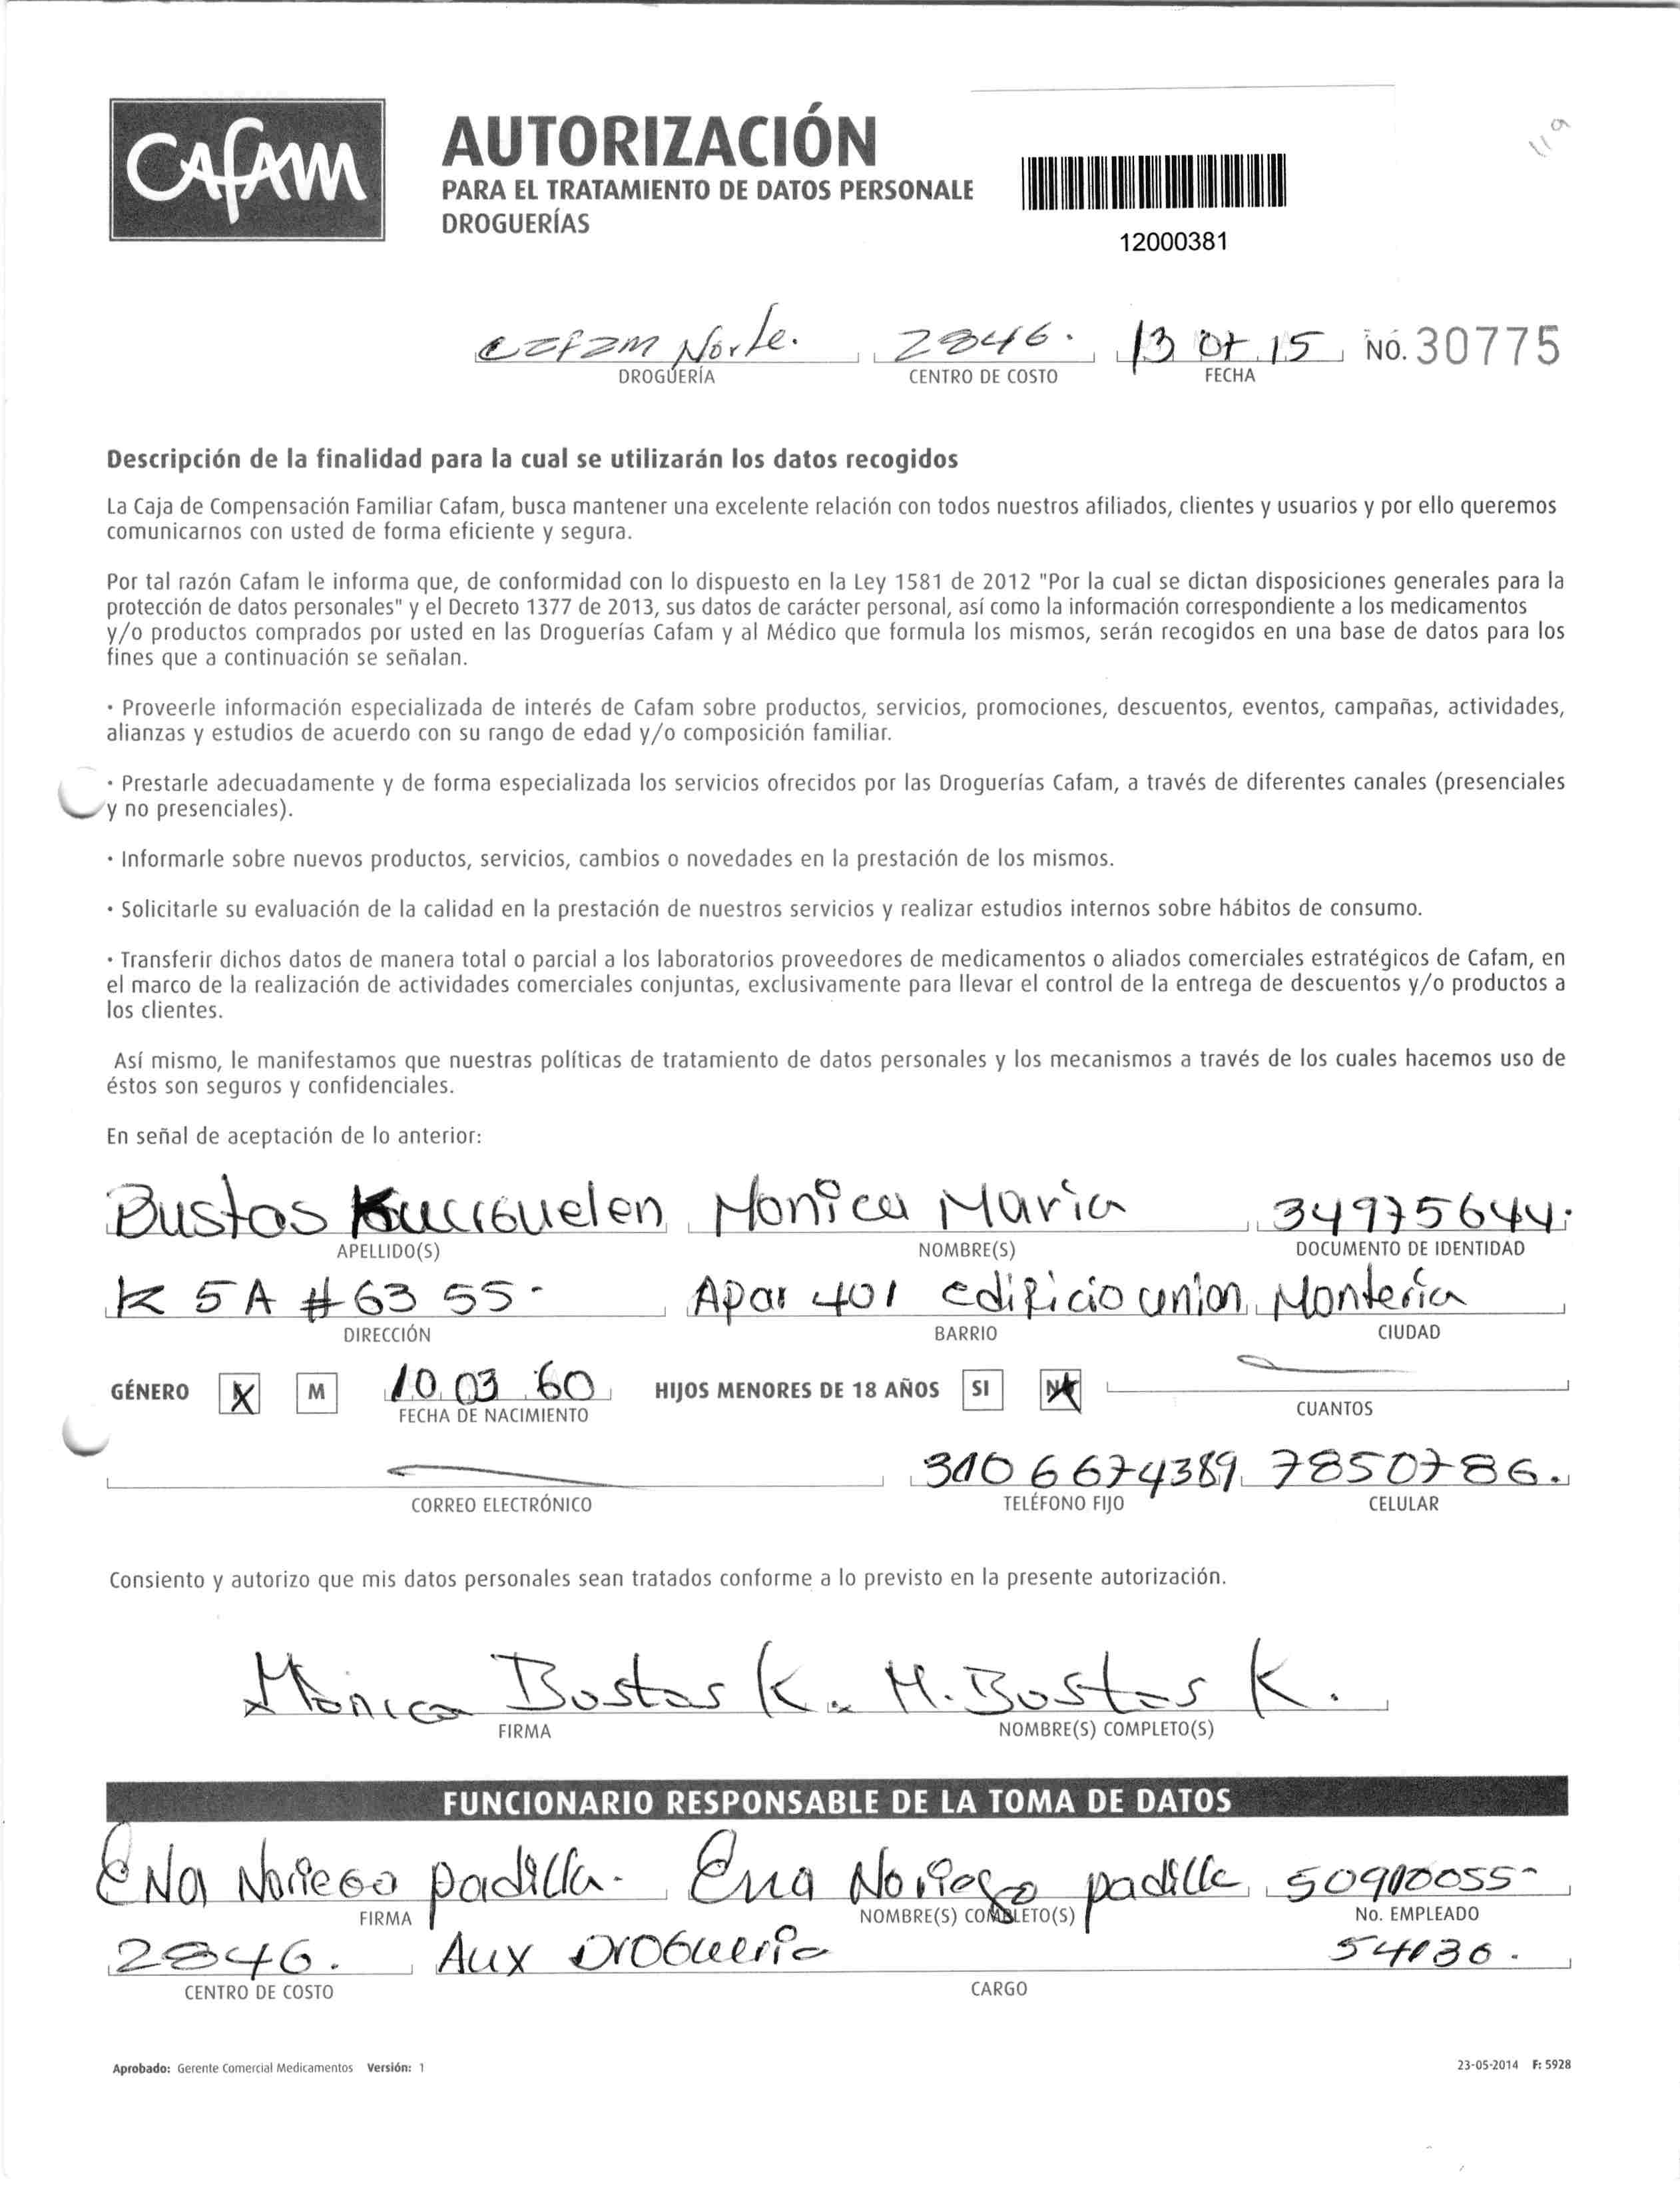 Cafam
AUTORIZACIÓN
PARA EL TRATAMIENTO DE DATOS PERSONALE
DROGUERÍAS
12000381
119
Cafam Norte. 2846. 13 07 15 NO. 30775
DROGUERÍA CENTRO DE COSTO FECHA
Descripción de la finalidad para la cual se utilizarán los datos recogidos
La Caja de Compensación Familiar Cafam, busca mantener una excelente relación con todos nuestros afiliados, clientes y usuarios y por ello queremos
comunicarnos con usted de forma eficiente y segura.
Por tal razón Cafam le informa que, de conformidad con lo dispuesto en la Ley 1581 de 2012 "Por la cual se dictan disposiciones generales para la
protección de datos personales" y el Decreto 1377 de 2013, sus datos de carácter personal, así como la información correspondiente a los medicamentos
y/o productos comprados por usted en las Droguerías Cafam y al Médico que formula los mismos, serán recogidos en una base de datos para los
fines que a continuación se señalan.
· Proveerle información especializada de interés de Cafam sobre productos, servicios, promociones, descuentos, eventos, campañas, actividades,
alianzas y estudios de acuerdo con su rango de edad y/o composición familiar.
· Prestarle adecuadamente y de forma especializada los servicios ofrecidos por las Droguerías Cafam, a través de diferentes canales (presenciales
y no presenciales).
· Informarle sobre nuevos productos, servicios, cambios o novedades en la prestación de los mismos.
· Solicitarle su evaluación de la calidad en la prestación de nuestros servicios y realizar estudios internos sobre hábitos de consumo.
· Transferir dichos datos de manera total o parcial a los laboratorios proveedores de medicamentos o aliados comerciales estratégicos de Cafam, en
el marco de la realización de actividades comerciales conjuntas, exclusivamente para llevar el control de la entrega de descuentos y/o productos a
los clientes.
Así mismo, le manifestamos que nuestras políticas de tratamiento de datos personales y los mecanismos a través de los cuales hacemos uso de
éstos son seguros y confidenciales.
En señal de aceptación de lo anterior:
Bustos Monica Maria 34975644.
APELLIDO(S) NOMBRE(S) DOCUMENTO DE IDENTIDAD
K 5A # 63 55- Apar 401 edificio union Monteria
DIRECCIÓN BARRIO CIUDAD
GÉNERO X M 10 03 60 HIJOS MENORES DE 18 AÑOS SI NO
FECHA DE NACIMIENTO CUANTOS
310 6674389 7850786.
CORREO ELECTRÓNICO TELÉFONO FIJO CELULAR
Consiento y autorizo que mis datos personales sean tratados conforme a lo previsto en la presente autorización.
Monica Bustos K. M. Bustos K.
FIRMA NOMBRE(S) COMPLETO(S)
FUNCIONARIO RESPONSABLE DE LA TOMA DE DATOS
Ena Noriega padilla. Ena Noriega padilla 50910055-
FIRMA NOMBRE(S) COMPLETO(S) No. EMPLEADO
2846. Aux Drogueria 54136.
CENTRO DE COSTO CARGO
Aprobado: Gerente Comercial Medicamentos Versión: 1 23-05-2014 F: 5928